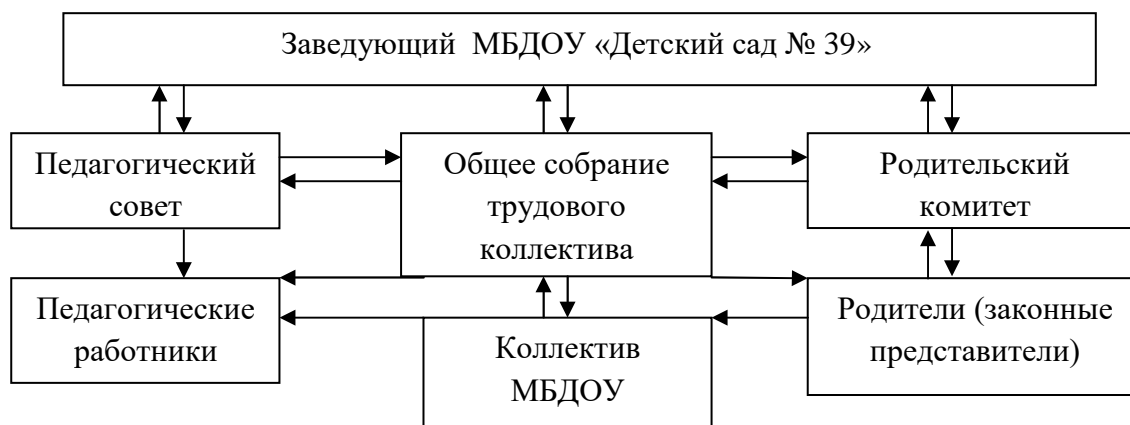 Заведующий МБДОУ «Детский сад № 39»
Педагогический
совет
Общее собрание
трудового
коллектива
Родительский
комитет
Педагогические
работники
Коллектив
МБДОУ
Родители (законные
представители)